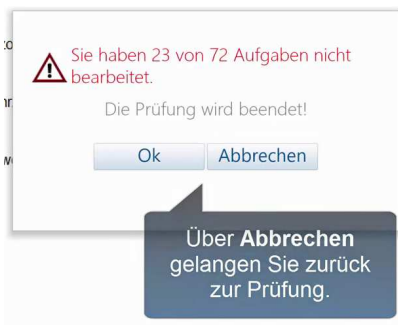 Sie haben 23 von 72 Aufgaben nicht
bearbeitet.
Die Prüfung wird beendet!
Ok Abbrechen
Über Abbrechen
gelangen Sie zurück
zur Prüfung.